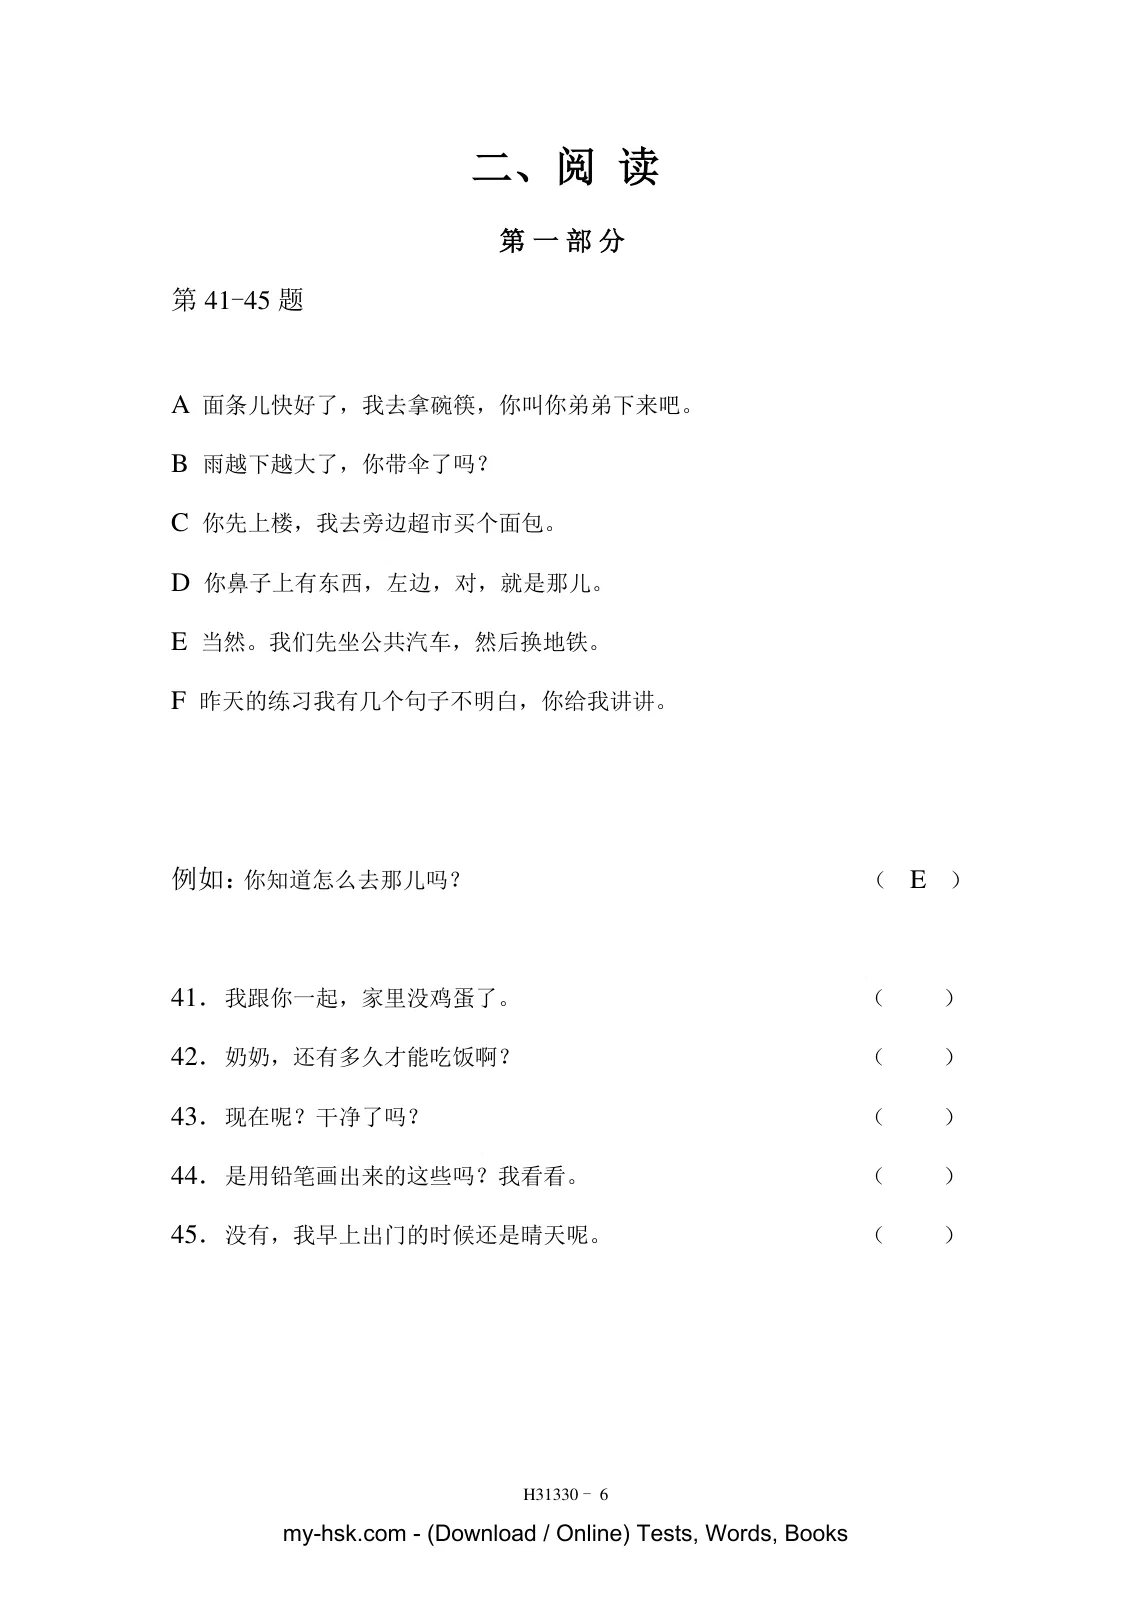 二、阅 读
第一部分
第 41-45 题
A 面条儿快好了，我去拿碗筷，你叫你弟弟下来吧。
B 雨越下越大了，你带伞了吗？
C 你先上楼，我去旁边超市买个面包。
D 你鼻子上有东西，左边，对，就是那儿。
E 当然。我们先坐公共汽车，然后换地铁。
F 昨天的练习我有几个句子不明白，你给我讲讲。
例如：你知道怎么去那儿吗？ （ E ）
41. 我跟你一起，家里没鸡蛋了。 （ ）
42. 奶奶，还有多久才能吃饭啊？ （ ）
43. 现在呢？干净了吗？ （ ）
44. 是用铅笔画出来的这些吗？我看看。 （ ）
45. 没有，我早上出门的时候还是晴天呢。 （ ）
H31330 - 6
my-hsk.com - (Download / Online) Tests, Words, Books